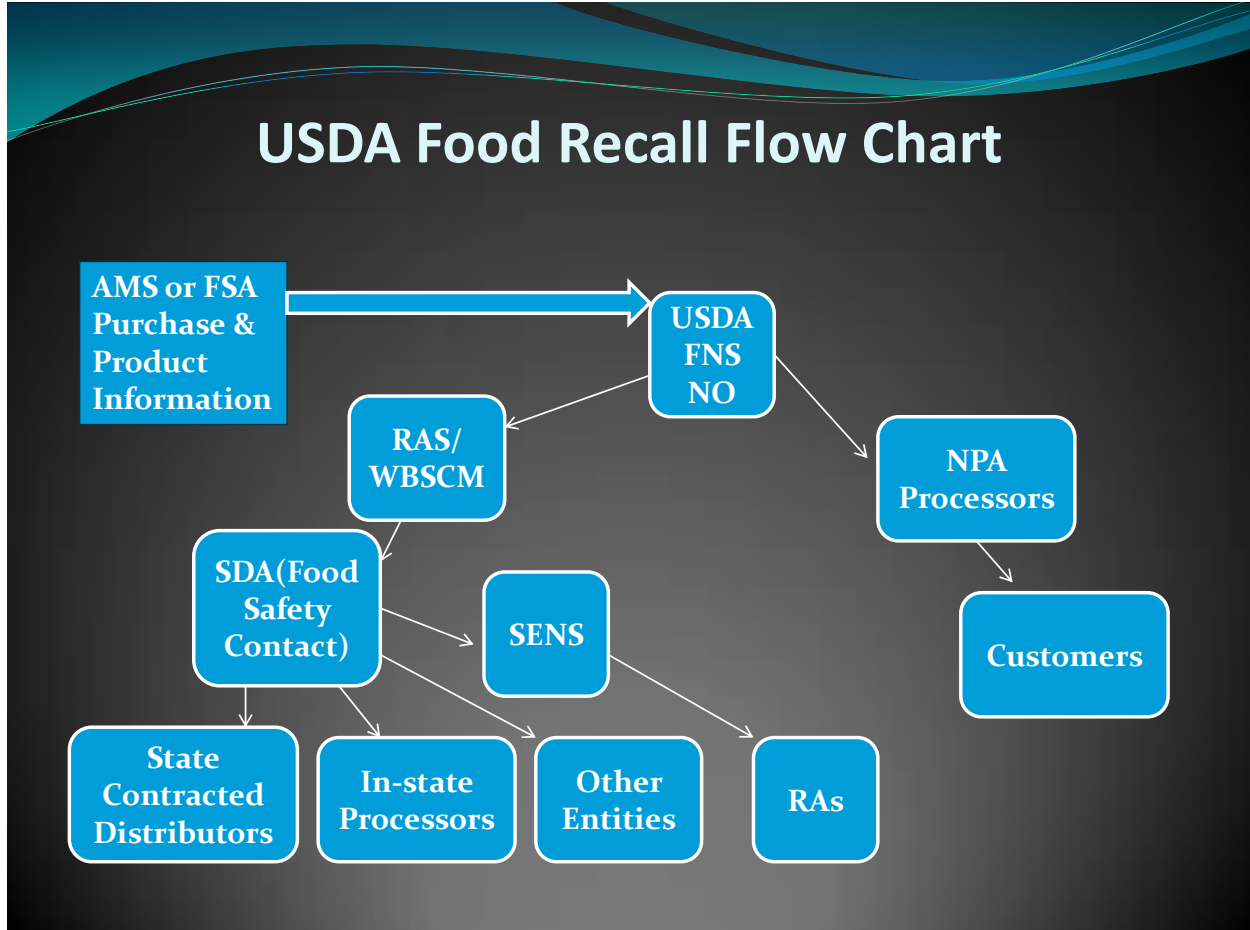 USDA Food Recall Flow Chart
AMS or FSA
Purchase &
Product
Information
USDA
FNS
NO
RAS/
WBSCM
NPA
Processors
SDA(Food
Safety
Contact)
SENS
Customers
State
Contracted
Distributors
In-state
Processors
Other
Entities
RAs